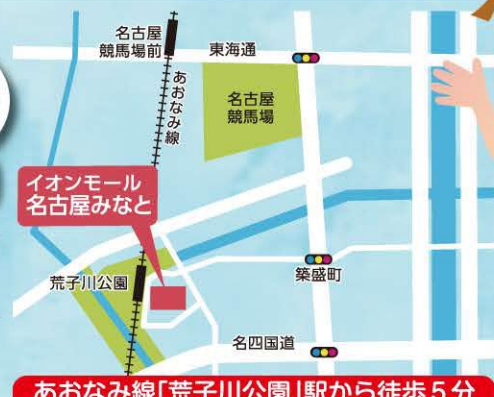 名古屋
競馬場前
東海通
あおなみ線
名古屋
競馬場
イオンモール
名古屋みなと
荒子川公園
築盛町
名四国道
あおなみ線「荒子川公園」駅から徒歩5分